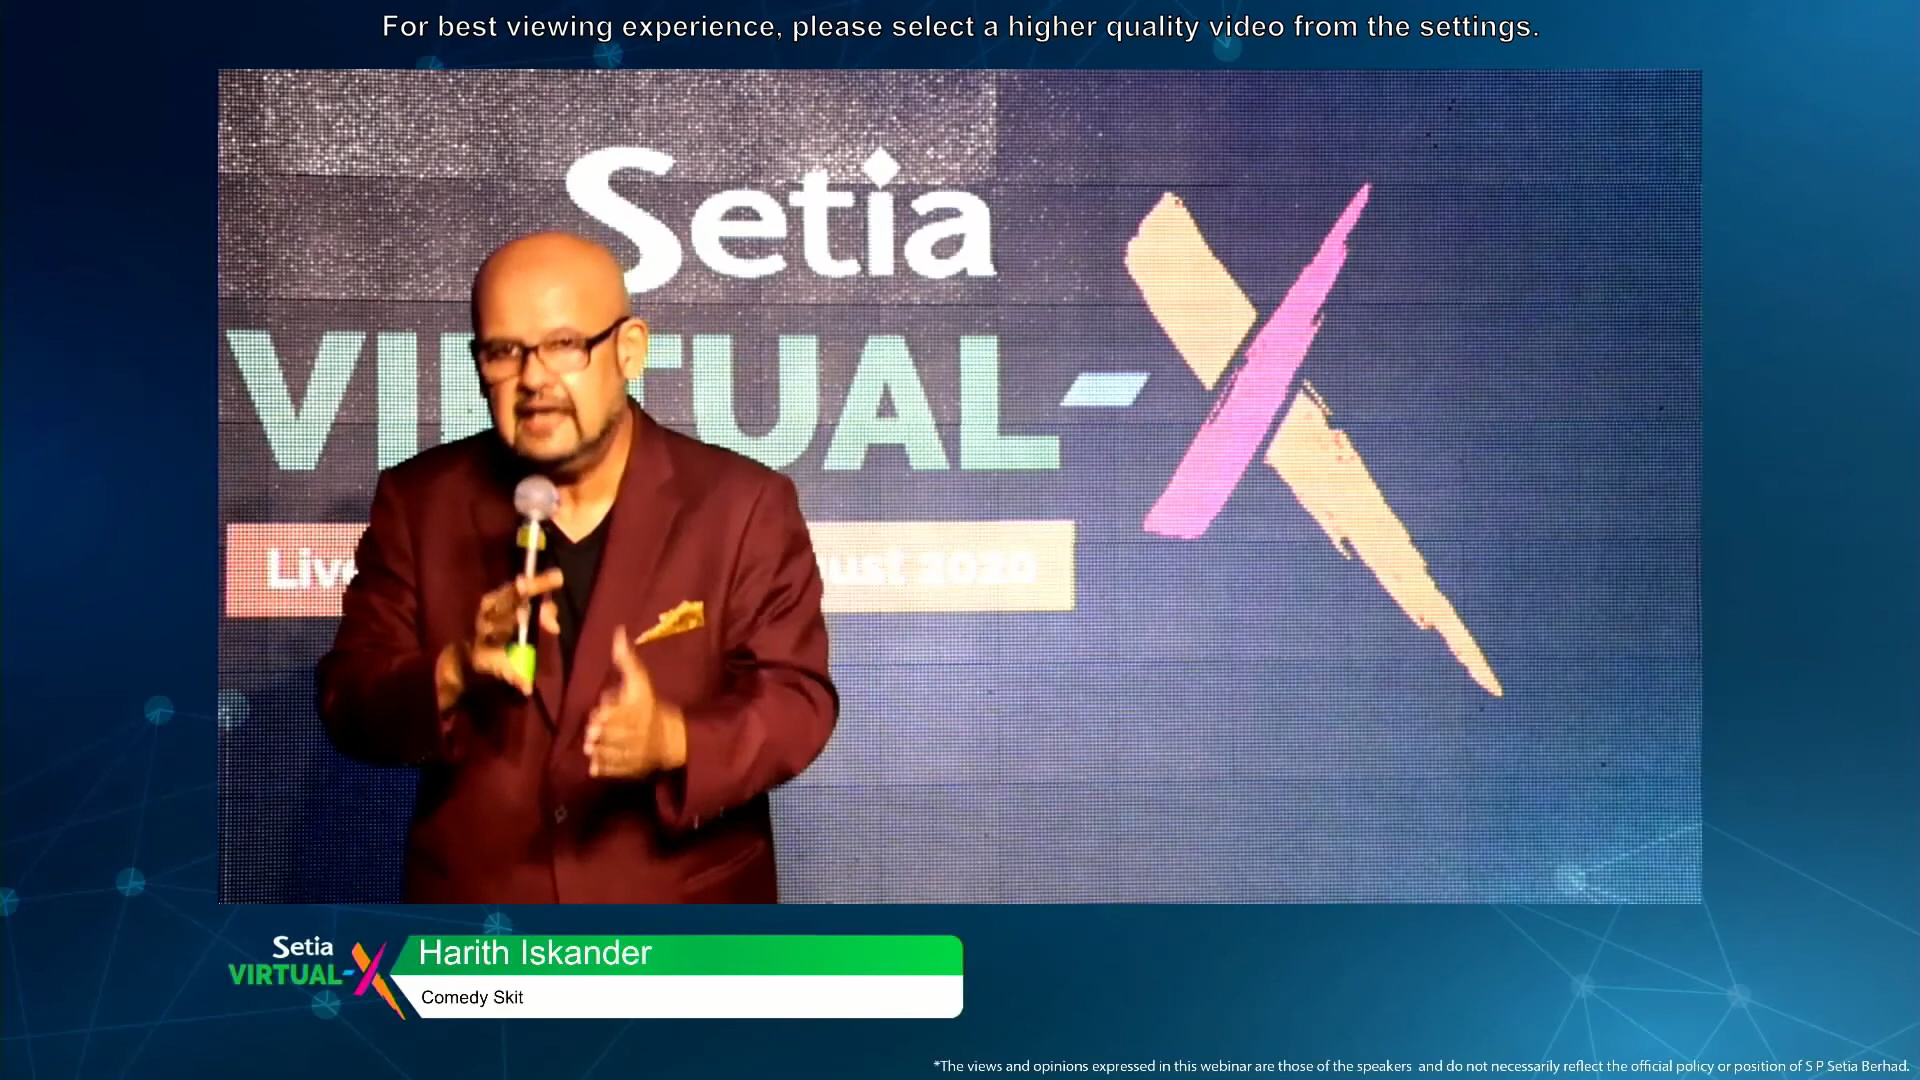 For best viewing experience, please select a higher quality video from the settings.
Setia
VIRTUAL-X
Live
2020
Setia
VIRTUAL-X
Harith Iskander
Comedy Skit
*The views and opinions expressed in this webinar are those of the speakers and do not necessarily reflect the official policy or position of S P Setia Berhad.